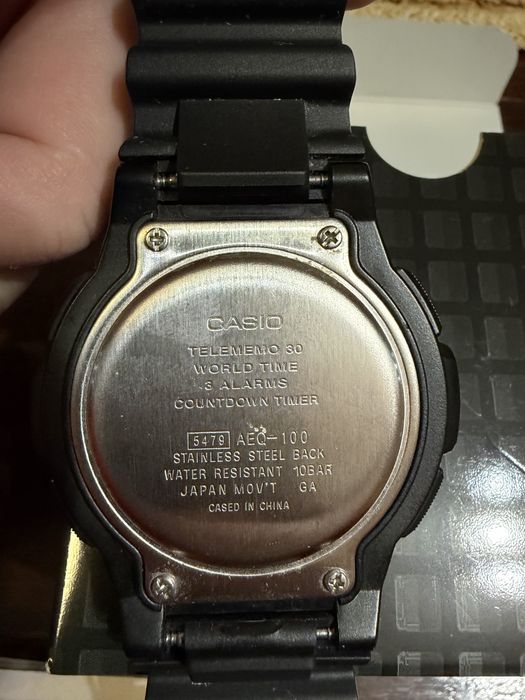 CASIO
TELEMEMO 30
WORLD TIME
3 ALARMS
COUNTDOWN TIMER
5479 AEQ-100
STAINLESS STEEL BACK
WATER RESISTANT 10BAR
JAPAN MOV'T GA
CASED IN CHINA